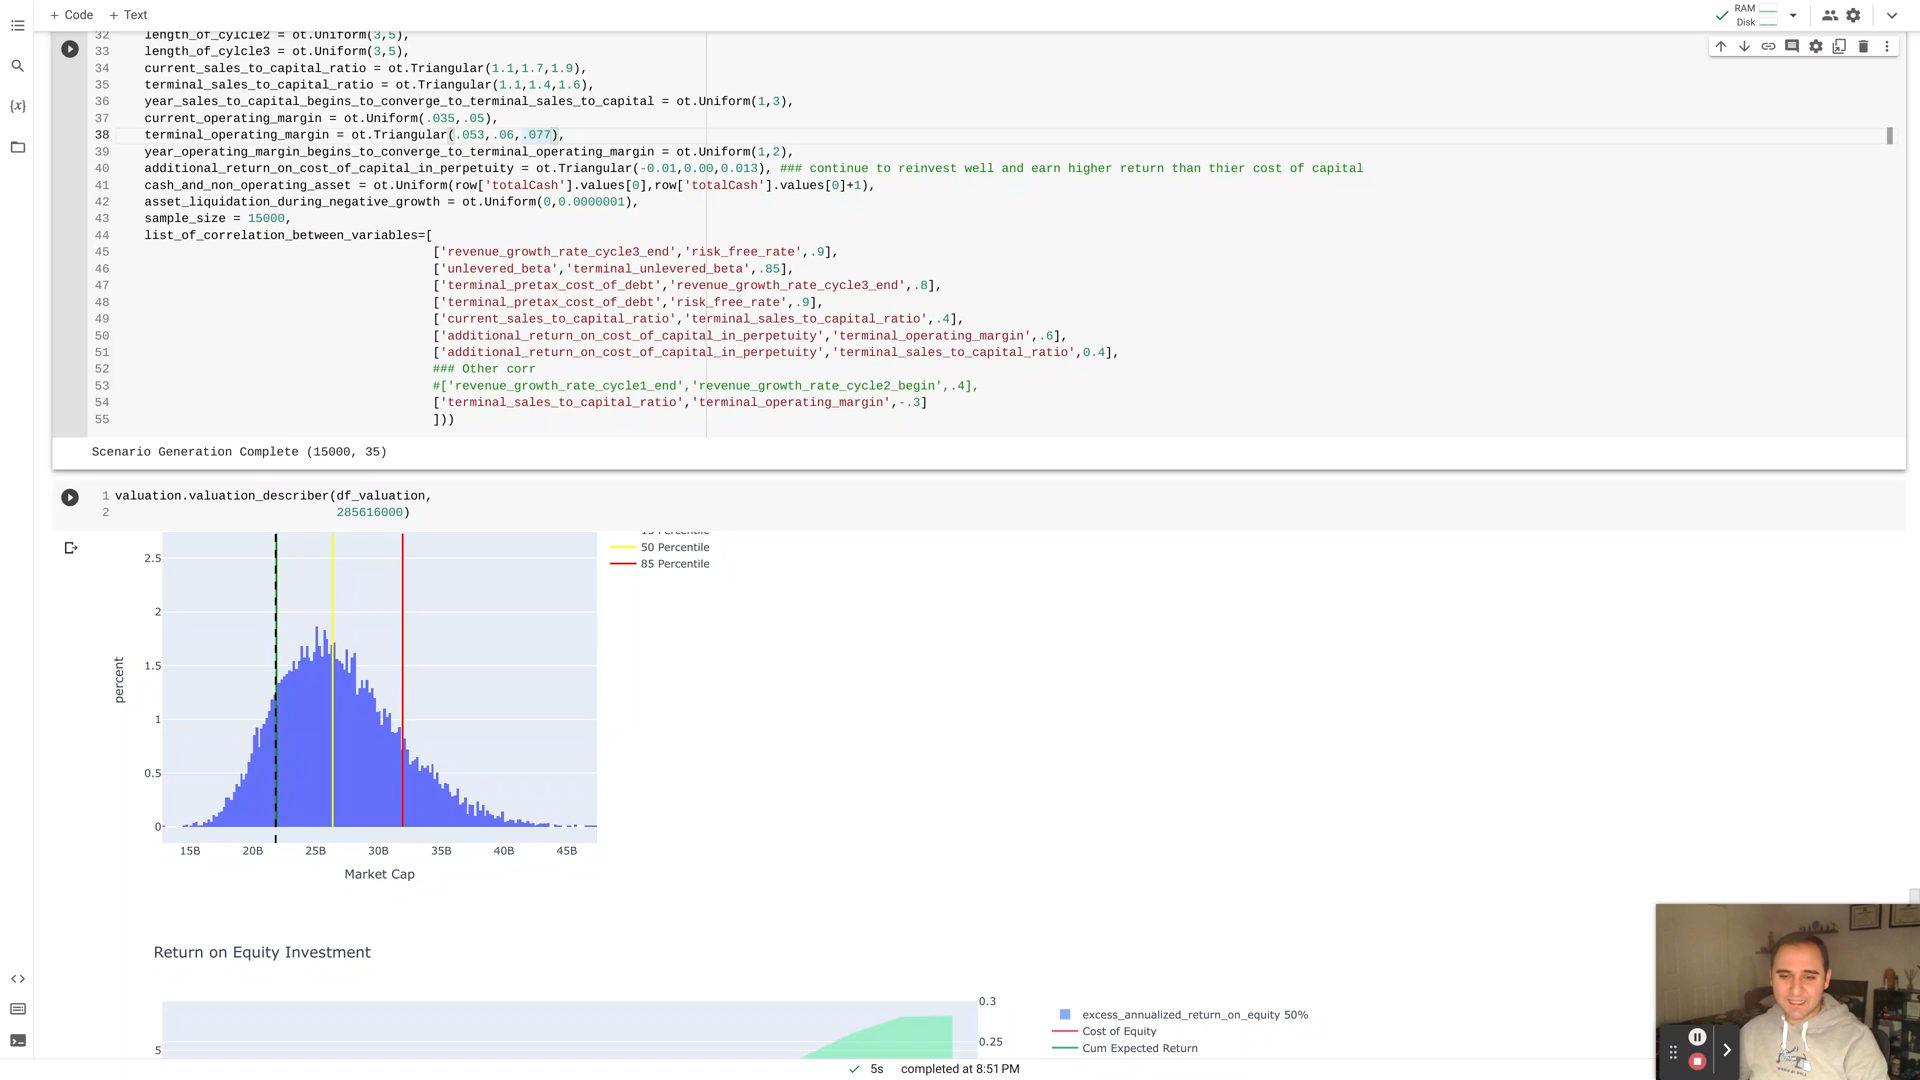 + Code + Text
RAM
Disk
32 length_of_cylcle2 = ot.Uniform(3,5),
33 length_of_cylcle3 = ot.Uniform(3,5),
34 current_sales_to_capital_ratio = ot.Triangular(1.1,1.7,1.9),
35 terminal_sales_to_capital_ratio = ot.Triangular(1.1,1.4,1.6),
36 year_sales_to_capital_begins_to_converge_to_terminal_sales_to_capital = ot.Uniform(1,3),
37 current_operating_margin = ot.Uniform(.035,.05),
38 terminal_operating_margin = ot.Triangular(.053,.06,.077),
39 year_operating_margin_begins_to_converge_to_terminal_operating_margin = ot.Uniform(1,2),
40 additional_return_on_cost_of_capital_in_perpetuity = ot.Triangular(-0.01,0.00,0.013), ### continue to reinvest well and earn higher return than thier cost of capital
41 cash_and_non_operating_asset = ot.Uniform(row['totalCash'].values[0],row['totalCash'].values[0]+1),
42 asset_liquidation_during_negative_growth = ot.Uniform(0,0.0000001),
43 sample_size = 15000,
44 list_of_correlation_between_variables=[
45 ['revenue_growth_rate_cycle3_end','risk_free_rate',.9],
46 ['unlevered_beta','terminal_unlevered_beta',.85],
47 ['terminal_pretax_cost_of_debt','revenue_growth_rate_cycle3_end',.8],
48 ['terminal_pretax_cost_of_debt','risk_free_rate',.9],
49 ['current_sales_to_capital_ratio','terminal_sales_to_capital_ratio',.4],
50 ['additional_return_on_cost_of_capital_in_perpetuity','terminal_operating_margin',.6],
51 ['additional_return_on_cost_of_capital_in_perpetuity','terminal_sales_to_capital_ratio',0.4],
52 ### Other corr
53 #['revenue_growth_rate_cycle1_end','revenue_growth_rate_cycle2_begin',.4],
54 ['terminal_sales_to_capital_ratio','terminal_operating_margin',-.3]
55 ]))
Scenario Generation Complete (15000, 35)
1 valuation.valuation_describer(df_valuation,
2 285616000)
15 Percentile
50 Percentile
85 Percentile
2.5
2
1.5
1
0.5
0
percent
15B 20B 25B 30B 35B 40B 45B
Market Cap
Return on Equity Investment
5
0.3
0.25
excess_annualized_return_on_equity 50%
Cost of Equity
Cum Expected Return
5s completed at 8:51 PM